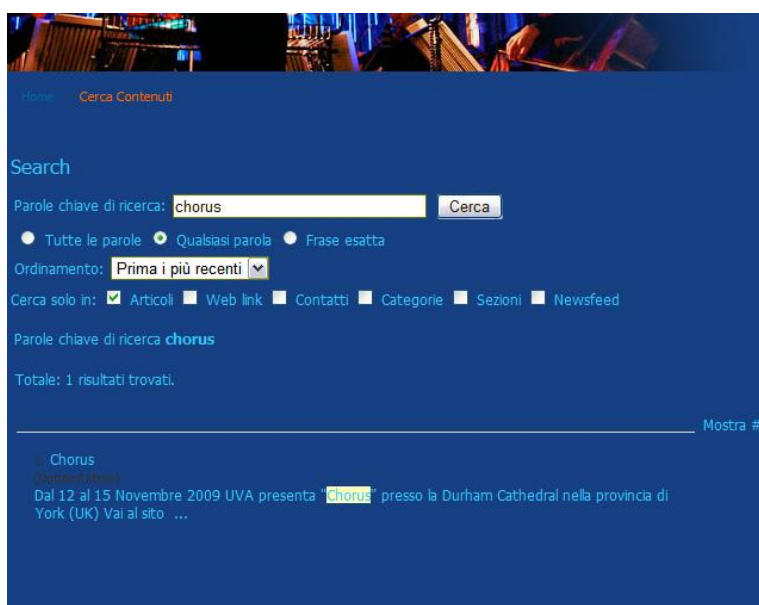 Home Cerca Contenuti
Search
Parole chiave di ricerca: chorus Cerca
Tutte le parole Qualsiasi parola Frase esatta
Ordinamento: Prima i più recenti
Cerca solo in: Articoli Web link Contatti Categorie Sezioni Newsfeed
Parole chiave di ricerca chorus
Totale: 1 risultati trovati.
Mostra #
Chorus
Dal 12 al 15 Novembre 2009 UVA presenta "Chorus" presso la Durham Cathedral nella provincia di
York (UK) Vai al sito ...